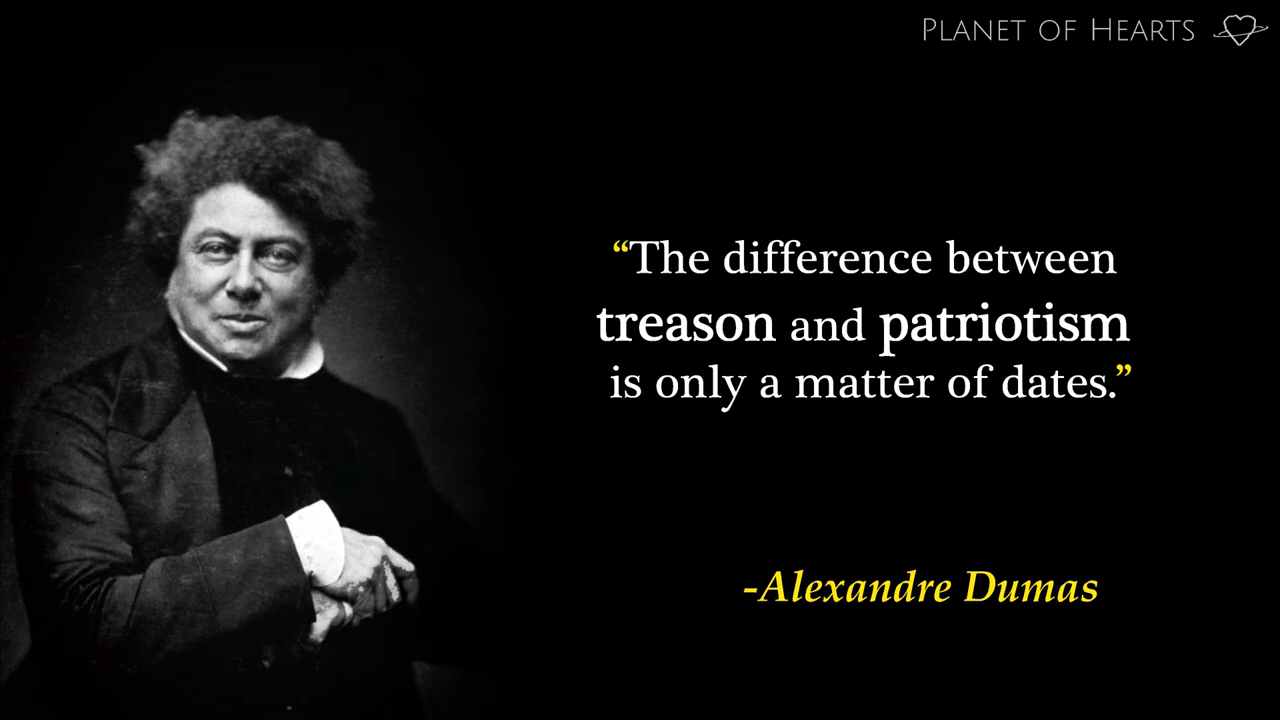 PLANET OF HEARTS
“The difference between
treason and patriotism
is only a matter of dates.”
-Alexandre Dumas